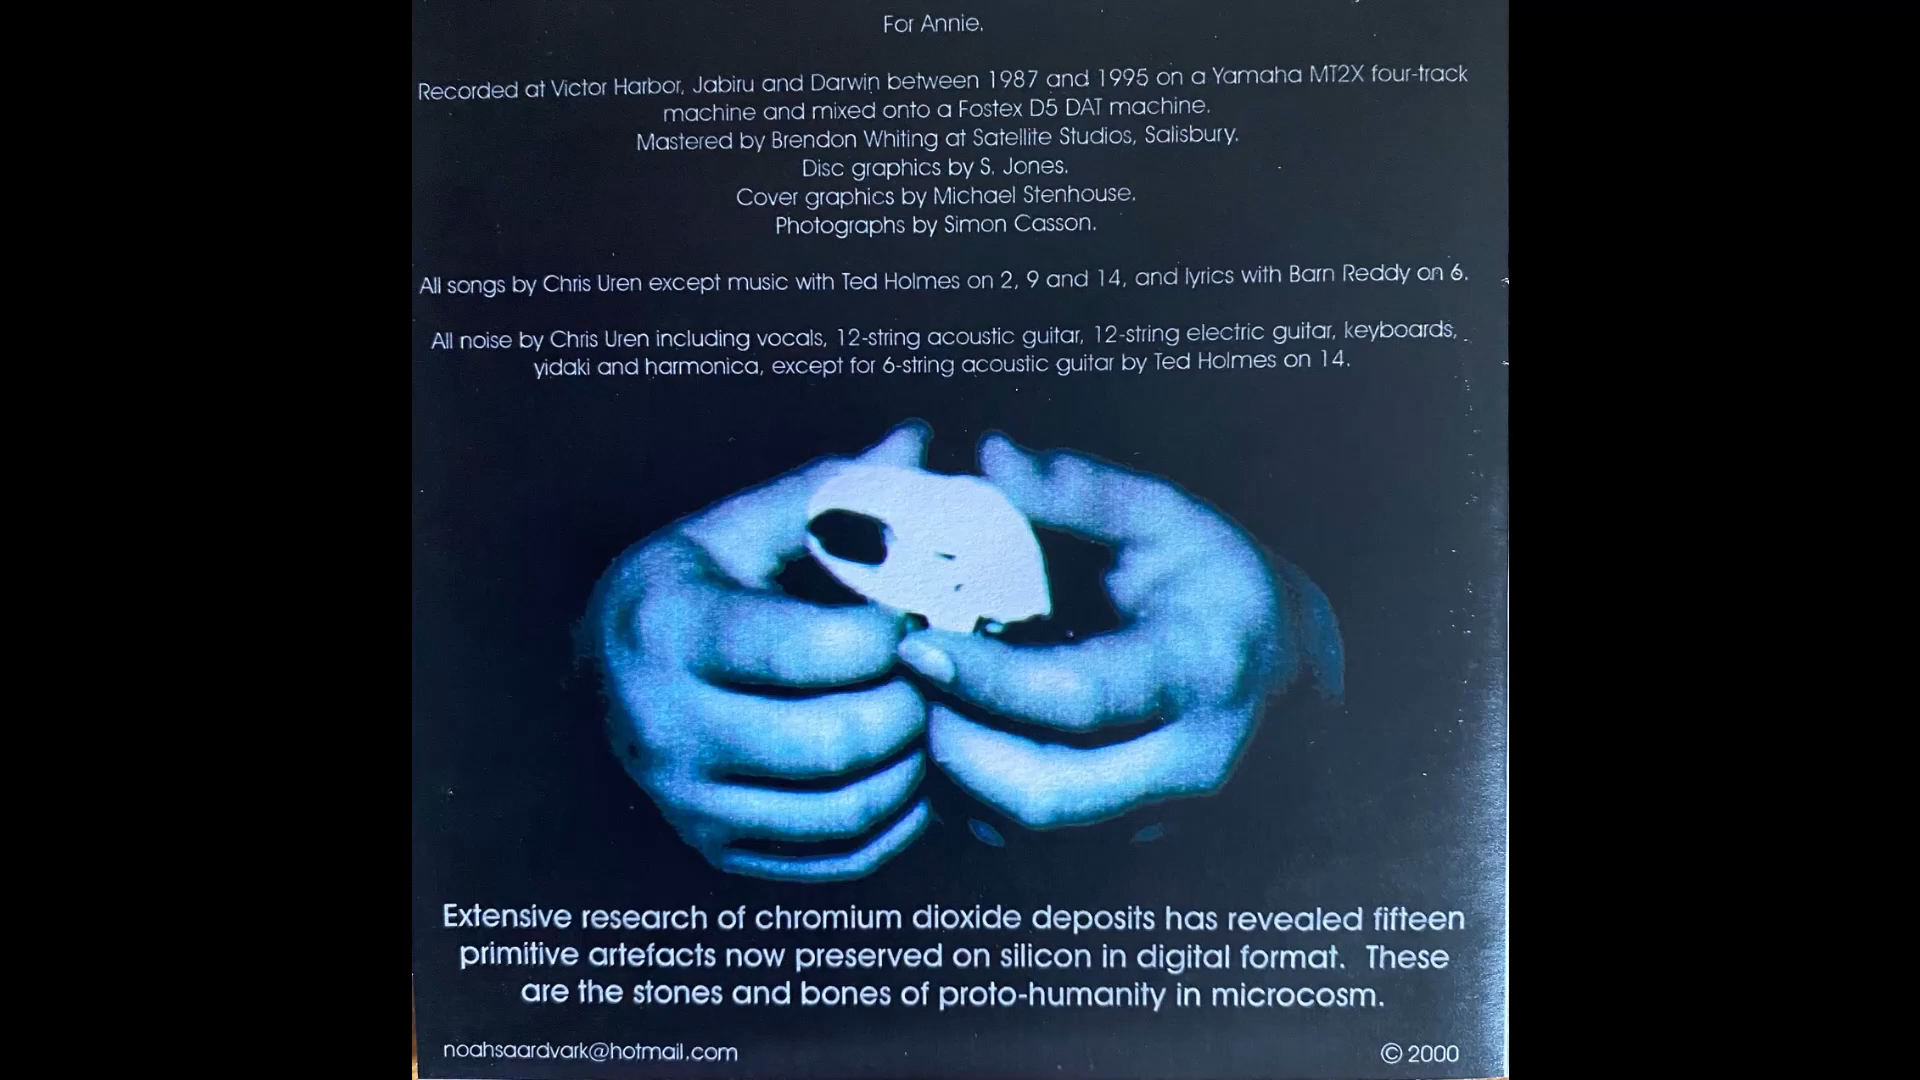 For Annie.
Recorded at Victor Harbor, Jabiru and Darwin between 1987 and 1995 on a Yamaha MT2X four-track
machine and mixed onto a Fostex D5 DAT machine.
Mastered by Brendon Whiting at Satellite Studios, Salisbury.
Disc graphics by S. Jones.
Cover graphics by Michael Stenhouse.
Photographs by Simon Casson.
All songs by Chris Uren except music with Ted Holmes on 2, 9 and 14, and lyrics with Barn Reddy on 6.
All noise by Chris Uren including vocals, 12-string acoustic guitar, 12-string electric guitar, keyboards,
yidaki and harmonica, except for 6-string acoustic guitar by Ted Holmes on 14.
Extensive research of chromium dioxide deposits has revealed fifteen
primitive artefacts now preserved on silicon in digital format. These
are the stones and bones of proto-humanity in microcosm.
noahsaardvark@hotmail.com
© 2000